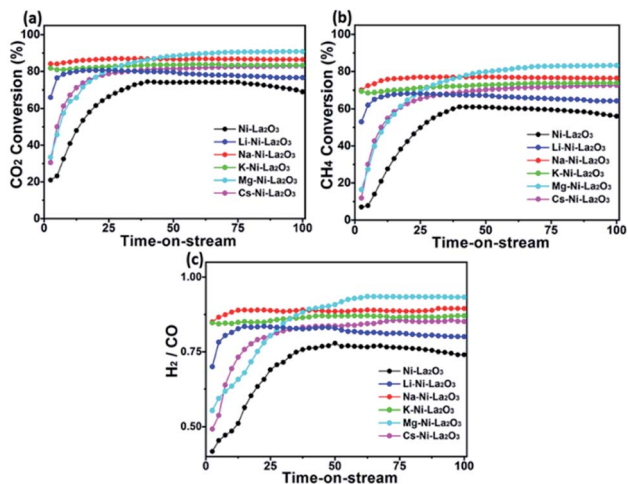 (a)
CO₂ Conversion (%)
100
80
60
40
20
0
Ni-La₂O₃
Li-Ni-La₂O₃
Na-Ni-La₂O₃
K-Ni-La₂O₃
Mg-Ni-La₂O₃
Cs-Ni-La₂O₃
0 25 50 75 100
Time-on-stream
(b)
CH4 Conversion (%)
100
80
60
40
20
0
Ni-La₂O₃
Li-Ni-La₂O₃
Na-Ni-La₂O₃
K-Ni-La₂O₃
Mg-Ni-La₂O₃
Cs-Ni-La₂O₃
0 25 50 75 100
Time-on-stream
(c)
H₂ / CO
1.00
0.75
0.50
Ni-La₂O₃
Li-Ni-La₂O₃
Na-Ni-La₂O₃
K-Ni-La₂O₃
Mg-Ni-La₂O₃
Cs-Ni-La₂O₃
0 25 50 75 100
Time-on-stream